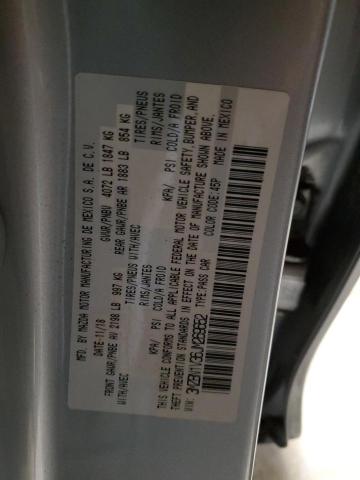 MFD. BY MAZDA MOTOR MANUFACTURING DE MEXICO S.A. DE C.V.
DATE:11/18 GVWR/PNBV 4072 LB 1847 KG
FRONT GAWR/PNBE AV 2198 LB 997 KG REAR GAWR/PNBE AR 1883 LB 854 KG
TIRES/PNEUS WITH/AVEC TIRES/PNEUS WITH/AVEC
RIMS/JANTES RIMS/JANTES
KPA/ PSI COLD/A FROID KPA/ PSI COLD/A FROID
THIS VEHICLE CONFORMS TO ALL APPLICABLE FEDERAL MOTOR VEHICLE SAFETY, BUMPER, AND
THEFT PREVENTION STANDARDS IN EFFECT ON THE DATE OF MANUFACTURE SHOWN ABOVE.
VIN: TYPE:PASS CAR COLOR CODE:45P MADE IN MEXICO